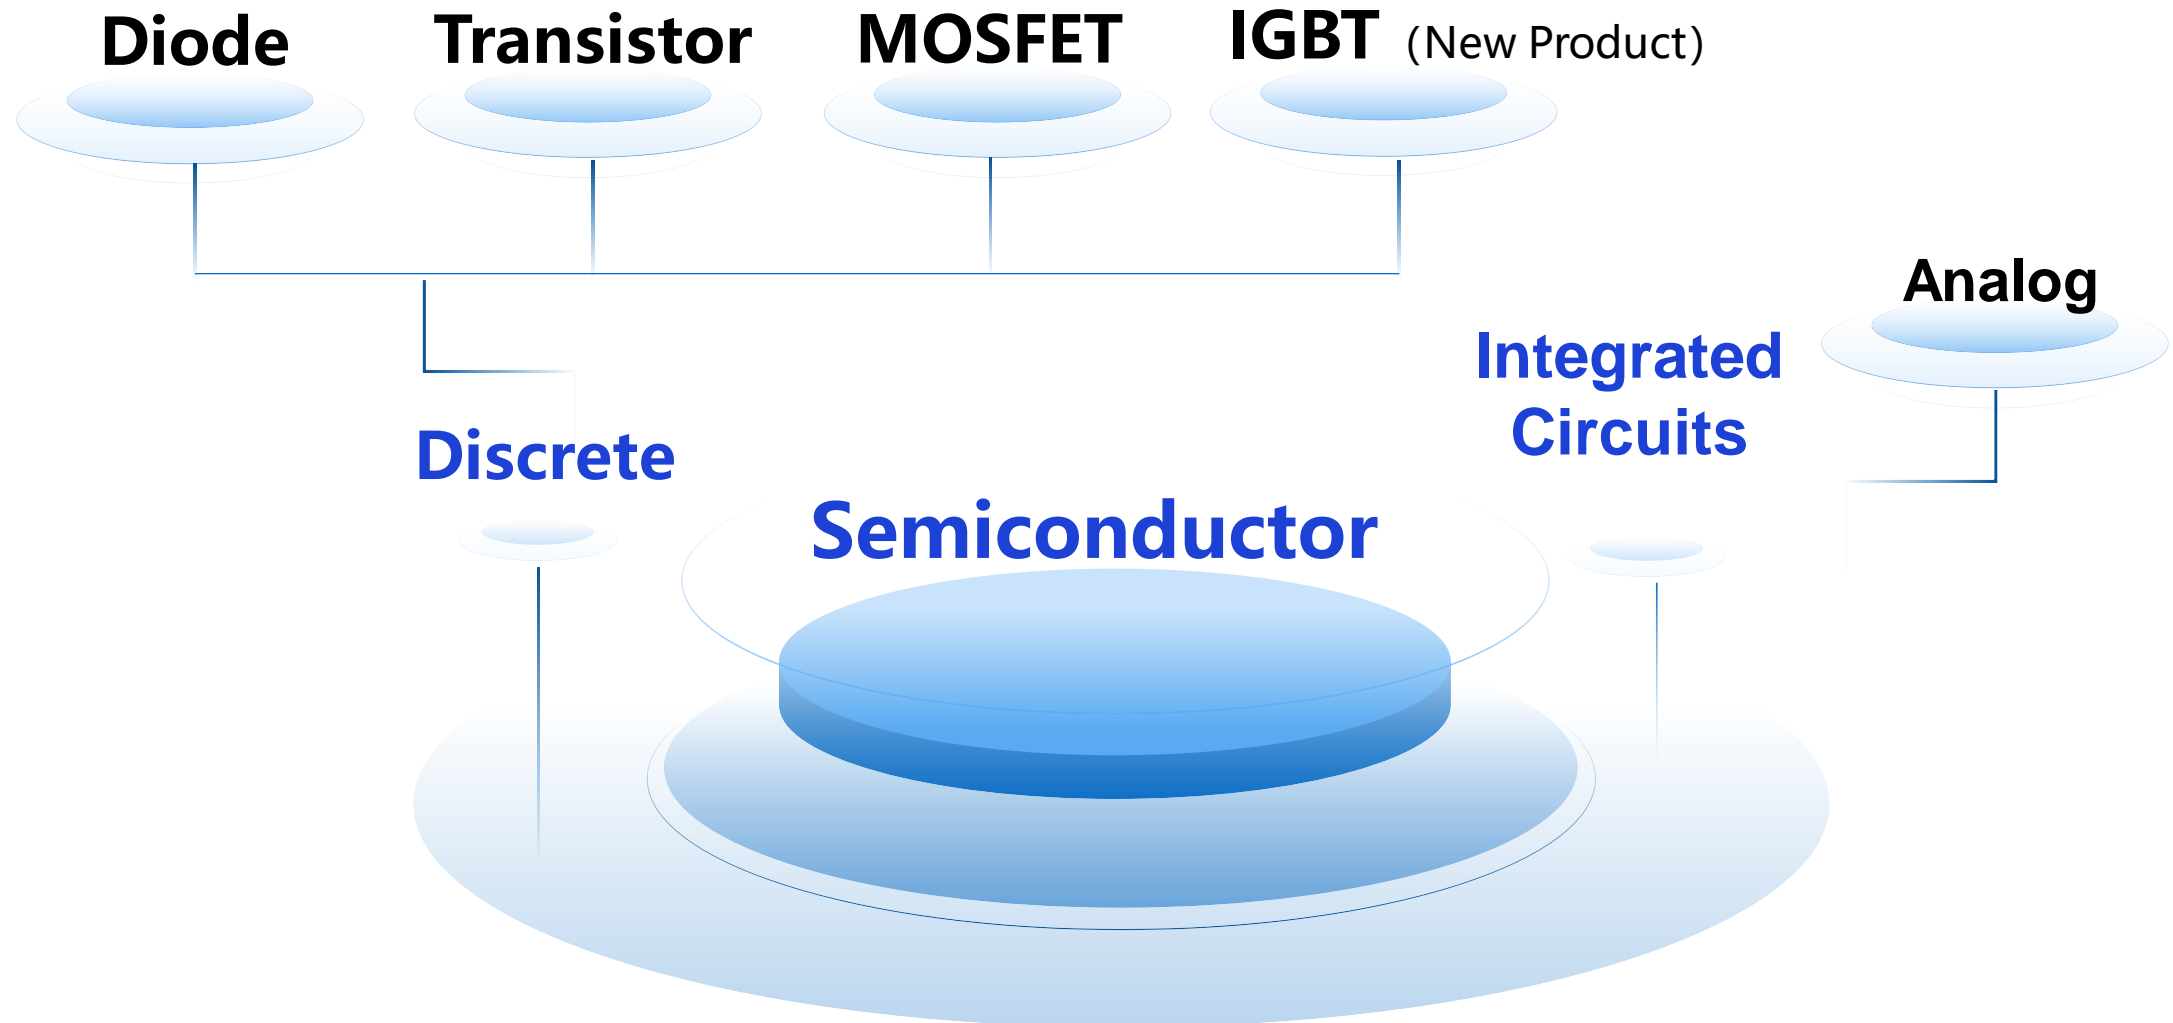 Diode
Transistor
MOSFET
IGBT (New Product)
Analog
Integrated
Circuits
Discrete
Semiconductor